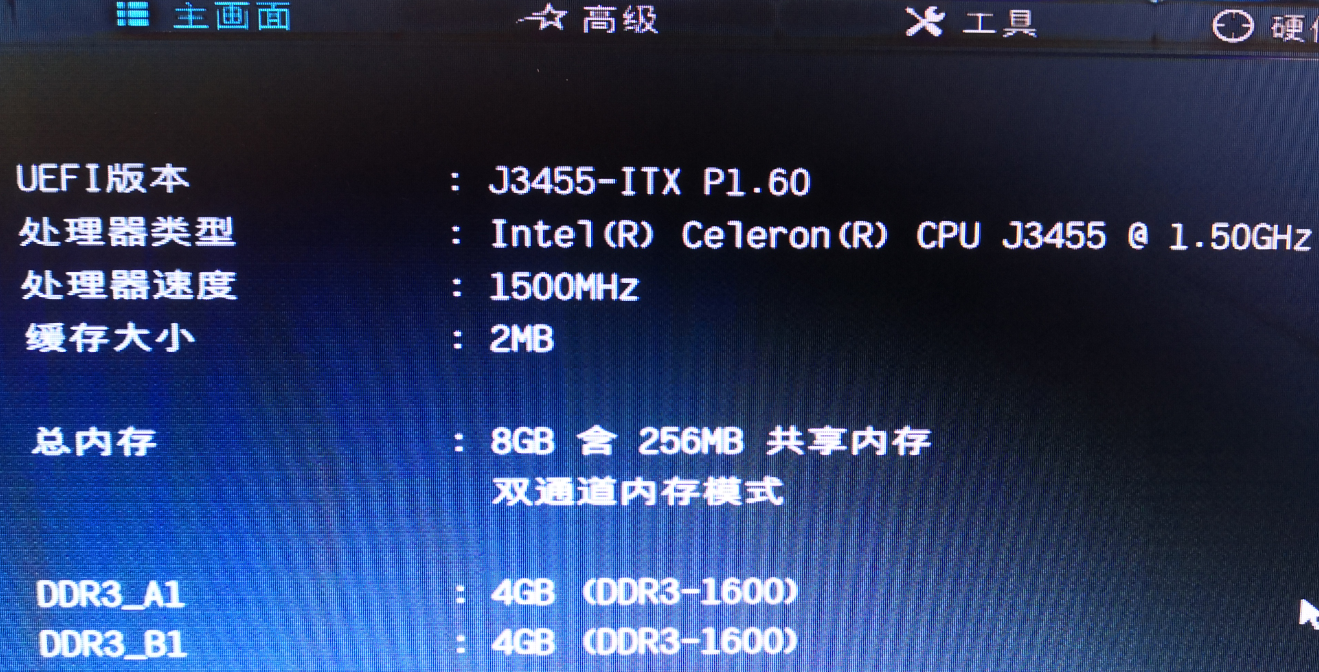 主画面 高级 工具 硬
UEFI版本 : J3455-ITX P1.60
处理器类型 : Intel(R) Celeron(R) CPU J3455 @ 1.50GHz
处理器速度 : 1500MHz
缓存大小 : 2MB
总内存 : 8GB 含 256MB 共享内存
双通道内存模式
DDR3_A1 : 4GB (DDR3-1600)
DDR3_B1 : 4GB (DDR3-1600)